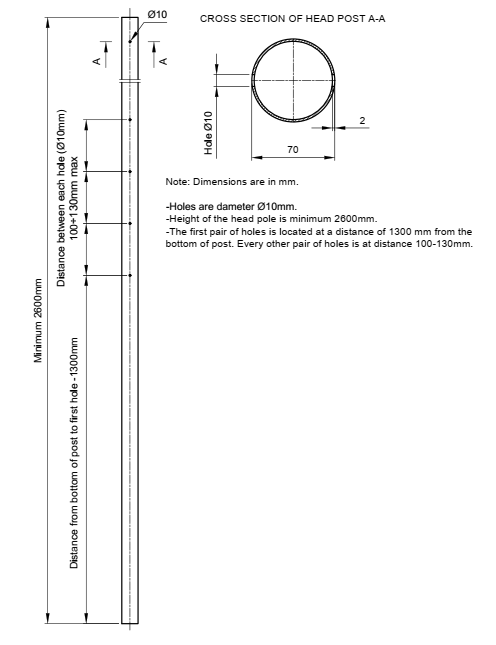 Ø10
CROSS SECTION OF HEAD POST A-A
A
A
Hole Ø10
2
70
Distance between each hole (Ø10mm)
100+130mm max
Note: Dimensions are in mm.
-Holes are dameter Ø10mm.
-Height of the head pole is minimum 2600mm.
-The first pair of holes is located at a distance of 1300 mm from the
bottom of post. Every other pair of holes is at distance 100-130mm.
Minimum 2600mm
Distance from bottom of post to first hole -1300mm